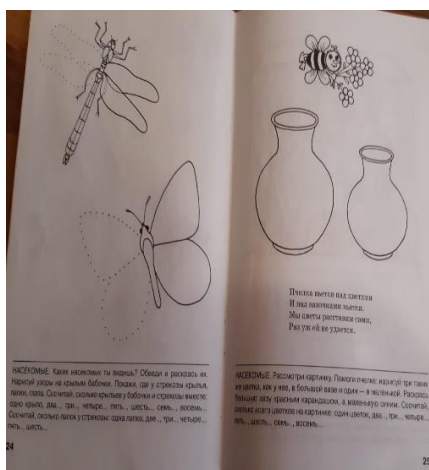 НАСЕКОМЫЕ. Каких насекомых ты видишь? Обведи и раскрась их.
Нарисуй узоры на крыльях бабочки. Покажи, где у стрекозы крылья,
лапки, глаза. Сосчитай, сколько крыльев у бабочки и стрекозы вместе:
одно крыло, два..., три..., четыре... пять..., шесть... семь..., восемь...
Сосчитай, сколько лапок у стрекозы: одна лапка, две..., три..., четыре...
пять..., шесть...
24
Пчелка вьется над цветами
И над вазочками вьется,
Мы цветы расставим сами,
Раз уж ей не удается.
НАСЕКОМЫЕ. Рассмотри картинку. Помоги пчелке: нарисуй три таких
же цветка, как у нее, в большой вазе и один — в маленькой. Раскрась
большую вазу красным карандашом, а маленькую синим. Сосчитай,
сколько всего цветов на картинке: один цветок, два..., три..., четыре...
пять..., шесть... семь..., восемь...
25